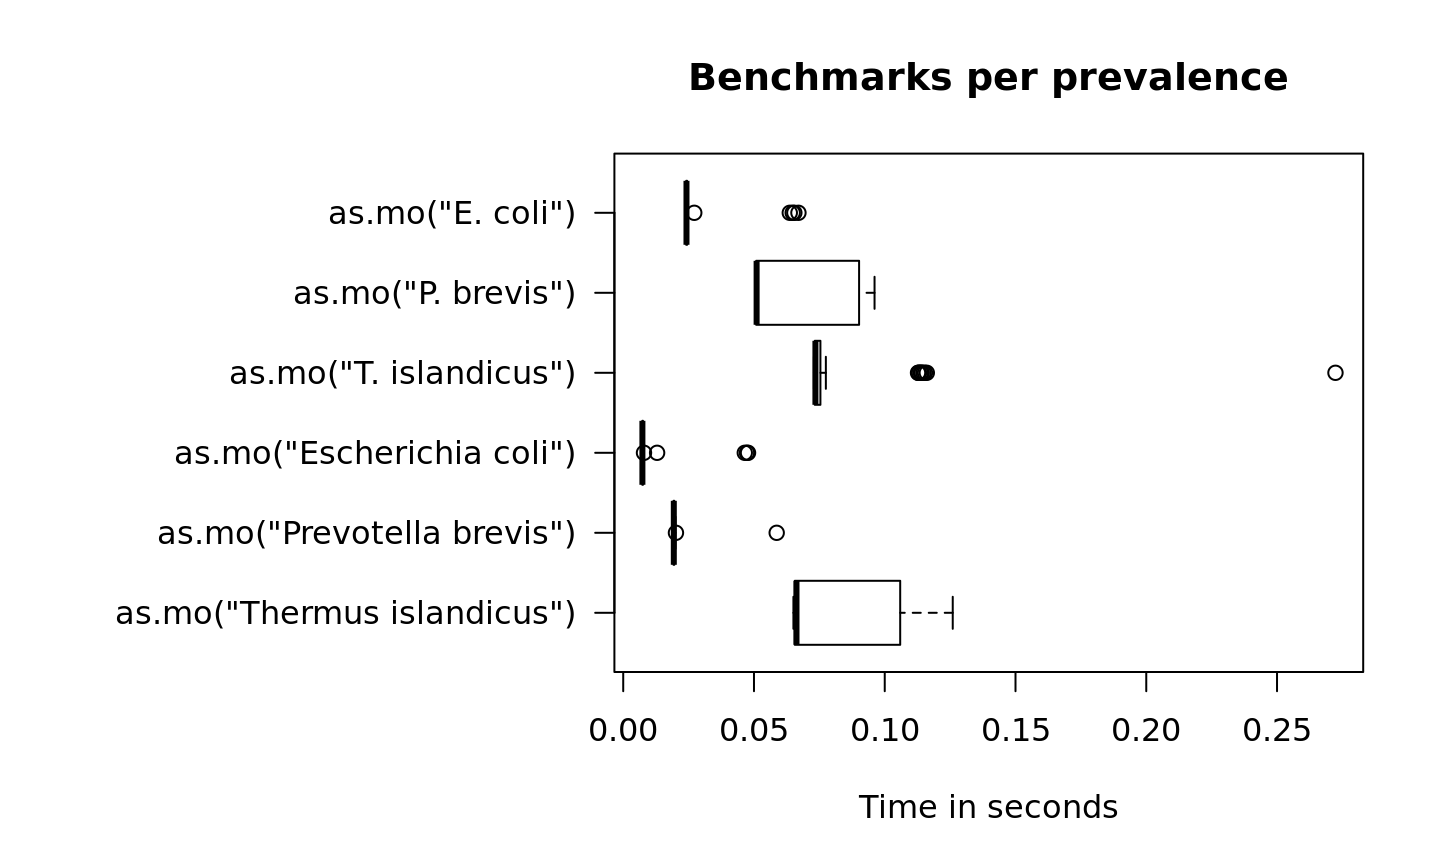 Benchmarks per prevalence
as.mo("E. coli")
as.mo("P. brevis")
as.mo("T. islandicus")
as.mo("Escherichia coli")
as.mo("Prevotella brevis")
as.mo("Thermus islandicus")
0.00 0.05 0.10 0.15 0.20 0.25
Time in seconds